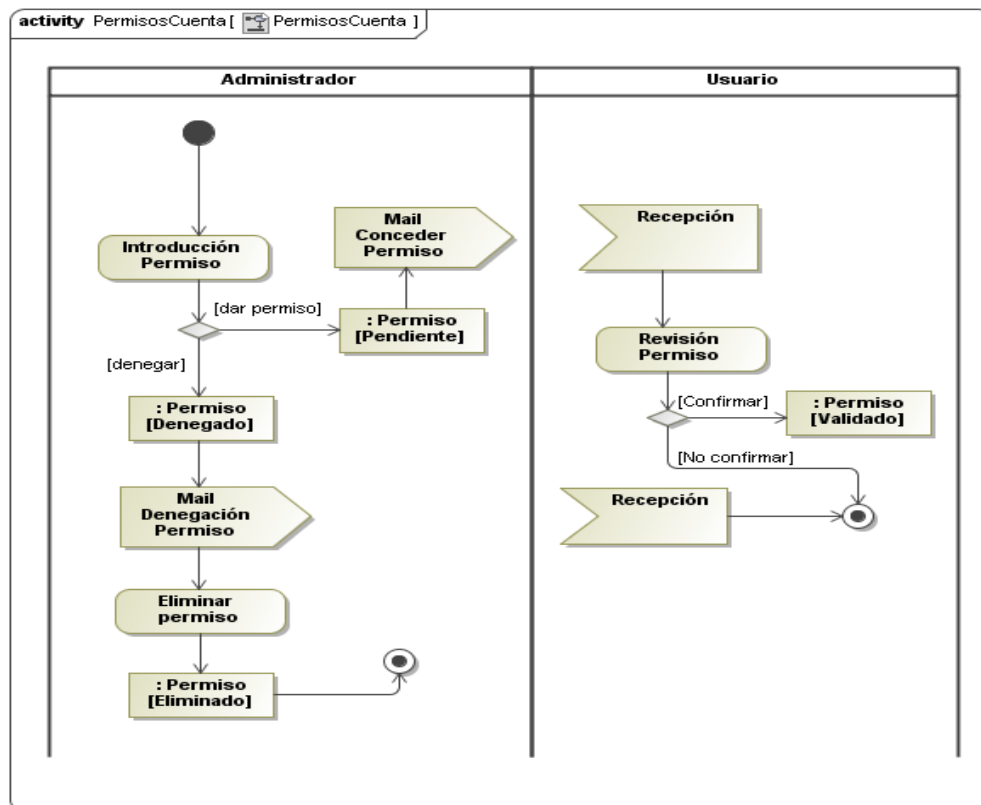 activity PermisosCuenta [ PermisosCuenta ]
Administrador
Usuario
Introducción
Permiso
Mail
Conceder
Permiso
[dar permiso]
: Permiso
[Pendiente]
[denegar]
: Permiso
[Denegado]
Mail
Denegación
Permiso
Eliminar
permiso
: Permiso
[Eliminado]
Recepción
Revisión
Permiso
[Confirmar]
: Permiso
[Validado]
[No confirmar]
Recepción